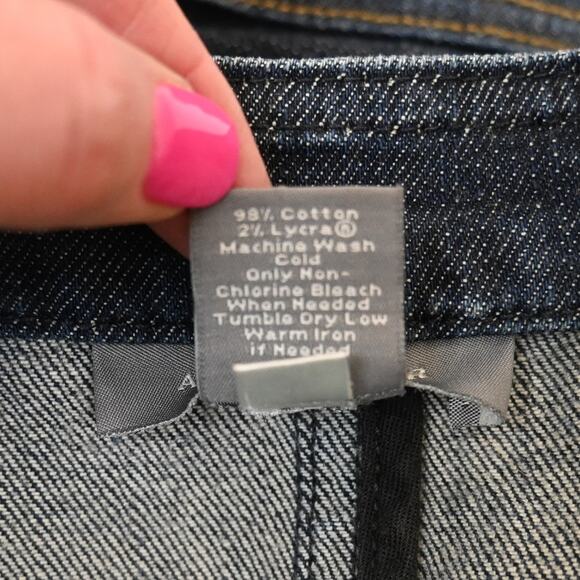 98% Cotton
2% Lycra®
Machine Wash
Cold
Only Non-
Chlorine Bleach
When Needed
Tumble Dry Low
Warm Iron
if Needed
A